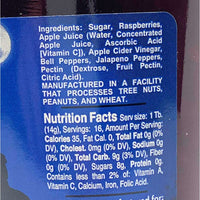 Ingredients: Sugar, Raspberries,
Apple Juice (Water, Concentrated
Apple Juice, Ascorbic Acid
[Vitamin C]), Apple Cider Vinegar,
Bell Peppers, Jalapeno Peppers,
Pectin (Dextrose, Fruit Pectin,
Citric Acid).
MANUFACTURED IN A FACILITY
THAT PROCESSES TREE NUTS,
PEANUTS, AND WHEAT.
Nutrition Facts Serv size: 1 Tb.
(14g), Servings: 16, Amount Per Serving:
Calories 35, Fat Cal. 0, Total Fat 0g
(0% DV), Cholest. 0mg (0% DV), Sodium 0g
(0% DV), Total Carb. 9g (3% DV), Fiber
0g (0% DV), Sugars 8g, Protein 0g.
Contains less than 2% of: Vitamin A,
Vitamin C, Calcium, Iron, Folic Acid.
for